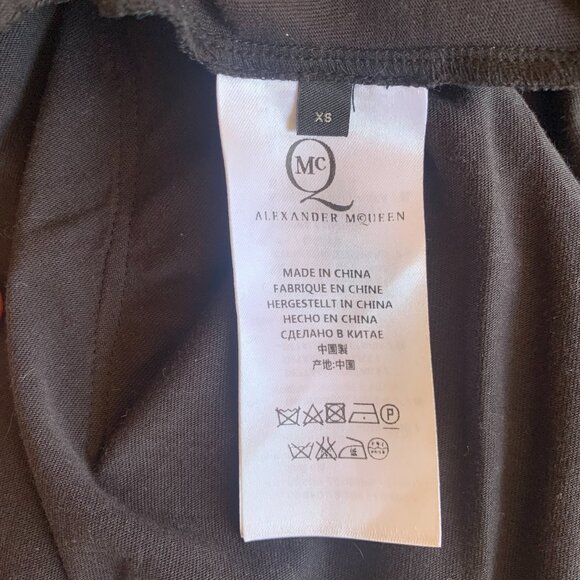 XS
McQ
ALEXANDER McQUEEN
MADE IN CHINA
FABRIQUE EN CHINE
HERGESTELLT IN CHINA
HECHO EN CHINA
СДЕЛАНО В КИТАЕ
中國製
产地:中国
P